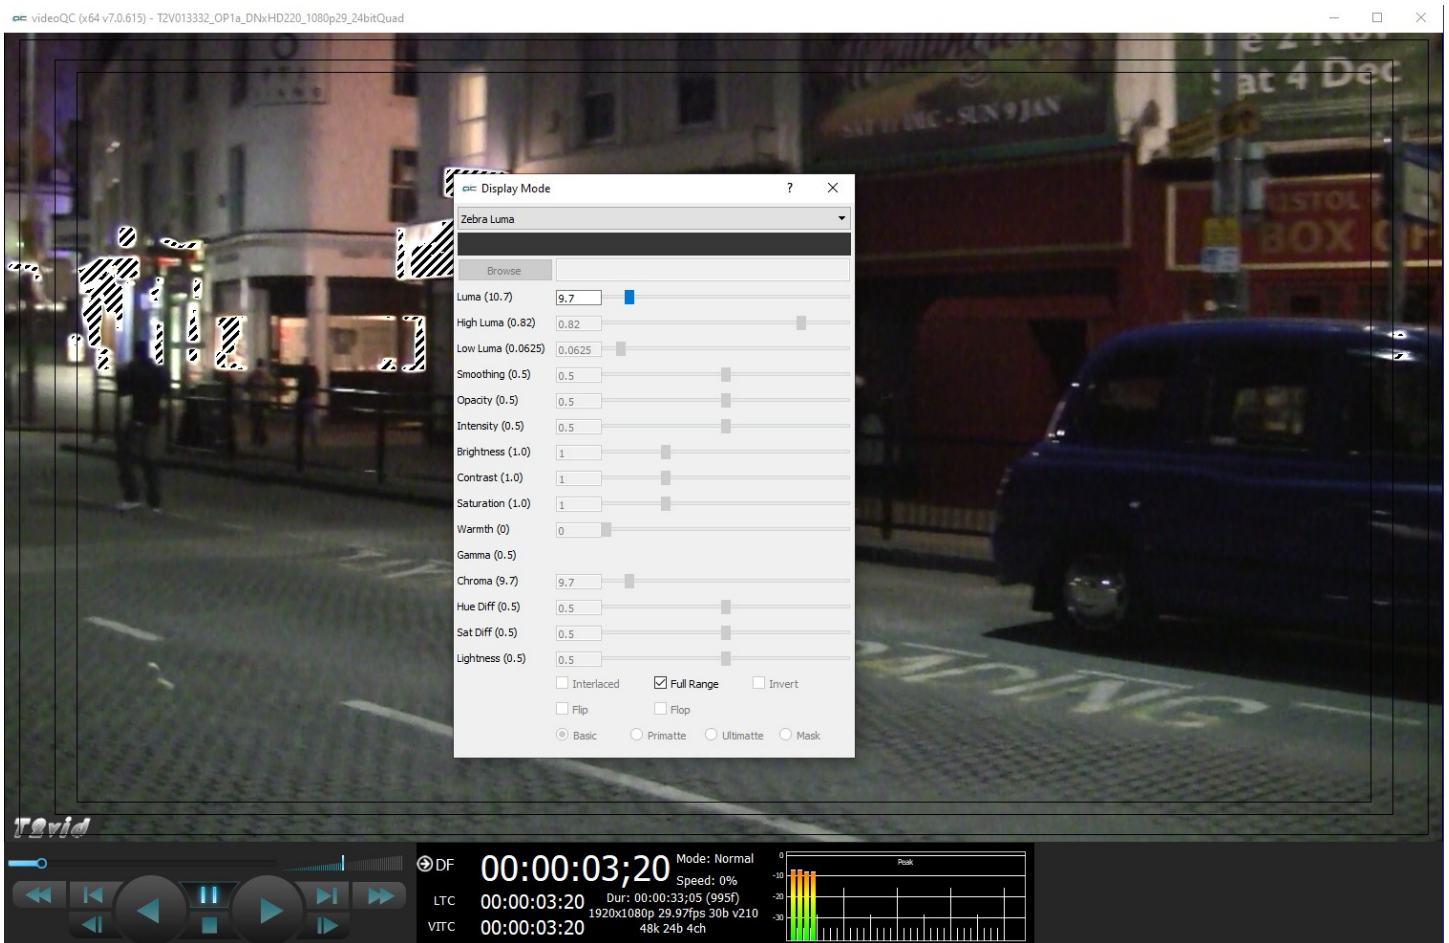 videoQC (x64 v7.0.615) - T2V013332_OP1a_DNxHD220_1080p29_24bitQuad
Sat 4 Dec
- SUN 9 JAN
BOX
Display Mode
?
Zebra Luma
Browse
Luma (10.7) 9.7
High Luma (0.82) 0.82
Low Luma (0.0625) 0.0625
Smoothing (0.5) 0.5
Opacity (0.5) 0.5
Intensity (0.5) 0.5
Brightness (1.0) 1
Contrast (1.0) 1
Saturation (1.0) 1
Warmth (0) 0
Gamma (0.5)
Chroma (9.7) 9.7
Hue Diff (0.5) 0.5
Sat Diff (0.5) 0.5
Lightness (0.5) 0.5
Interlaced Full Range Invert
Flip Flop
Basic Primatte Ultimatte Mask
T2vid
DF 00:00:03;20 Mode: Normal
Speed: 0%
LTC 00:00:03:20 Dur: 00:00:33;05 (995f)
1920x1080p 29.97fps 30b v210
VITC 00:00:03:20 48k 24b 4ch
Peak
0
-10
-20
-30